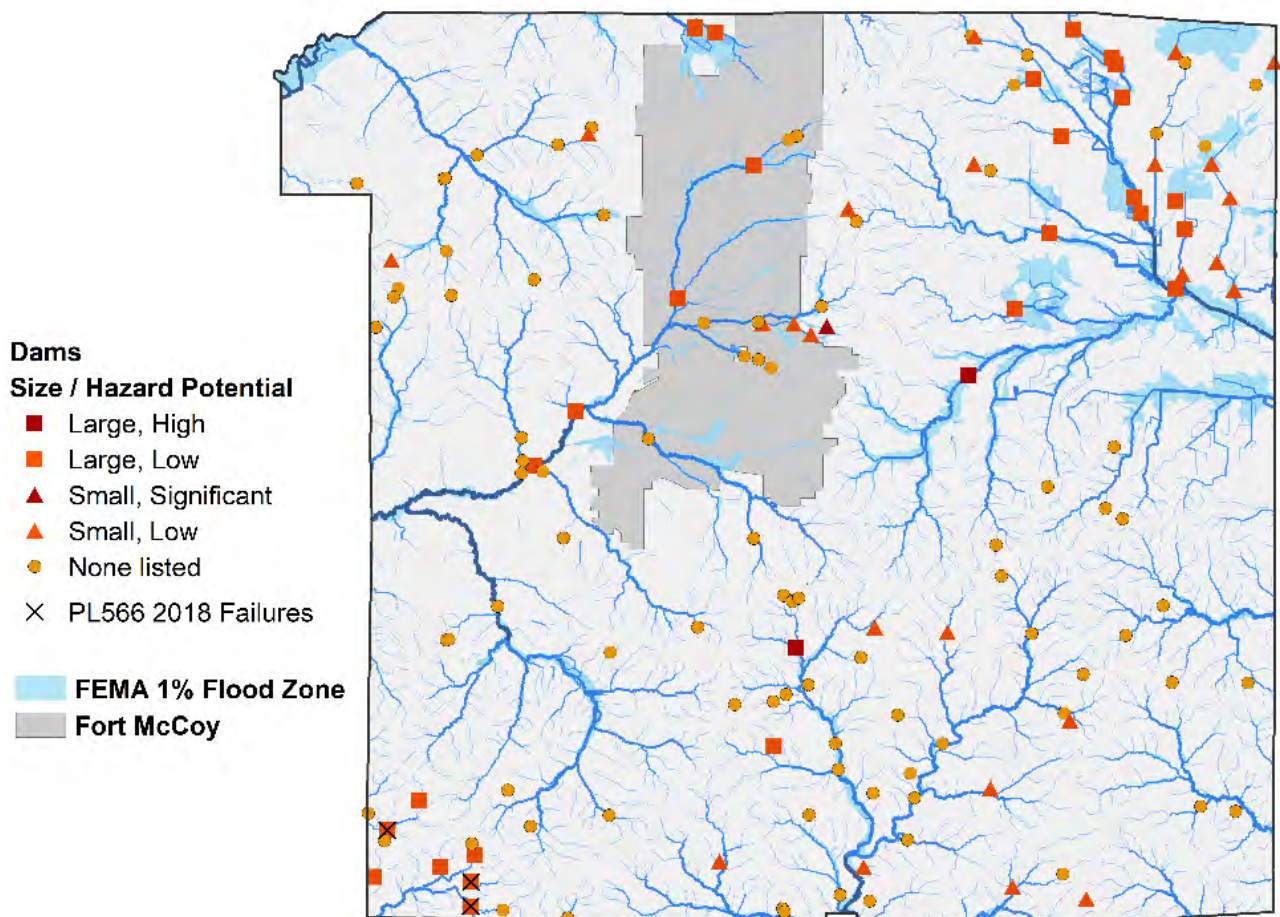 Dams
Size / Hazard Potential
Large, High
Large, Low
Small, Significant
Small, Low
None listed
PL566 2018 Failures
FEMA 1% Flood Zone
Fort McCoy